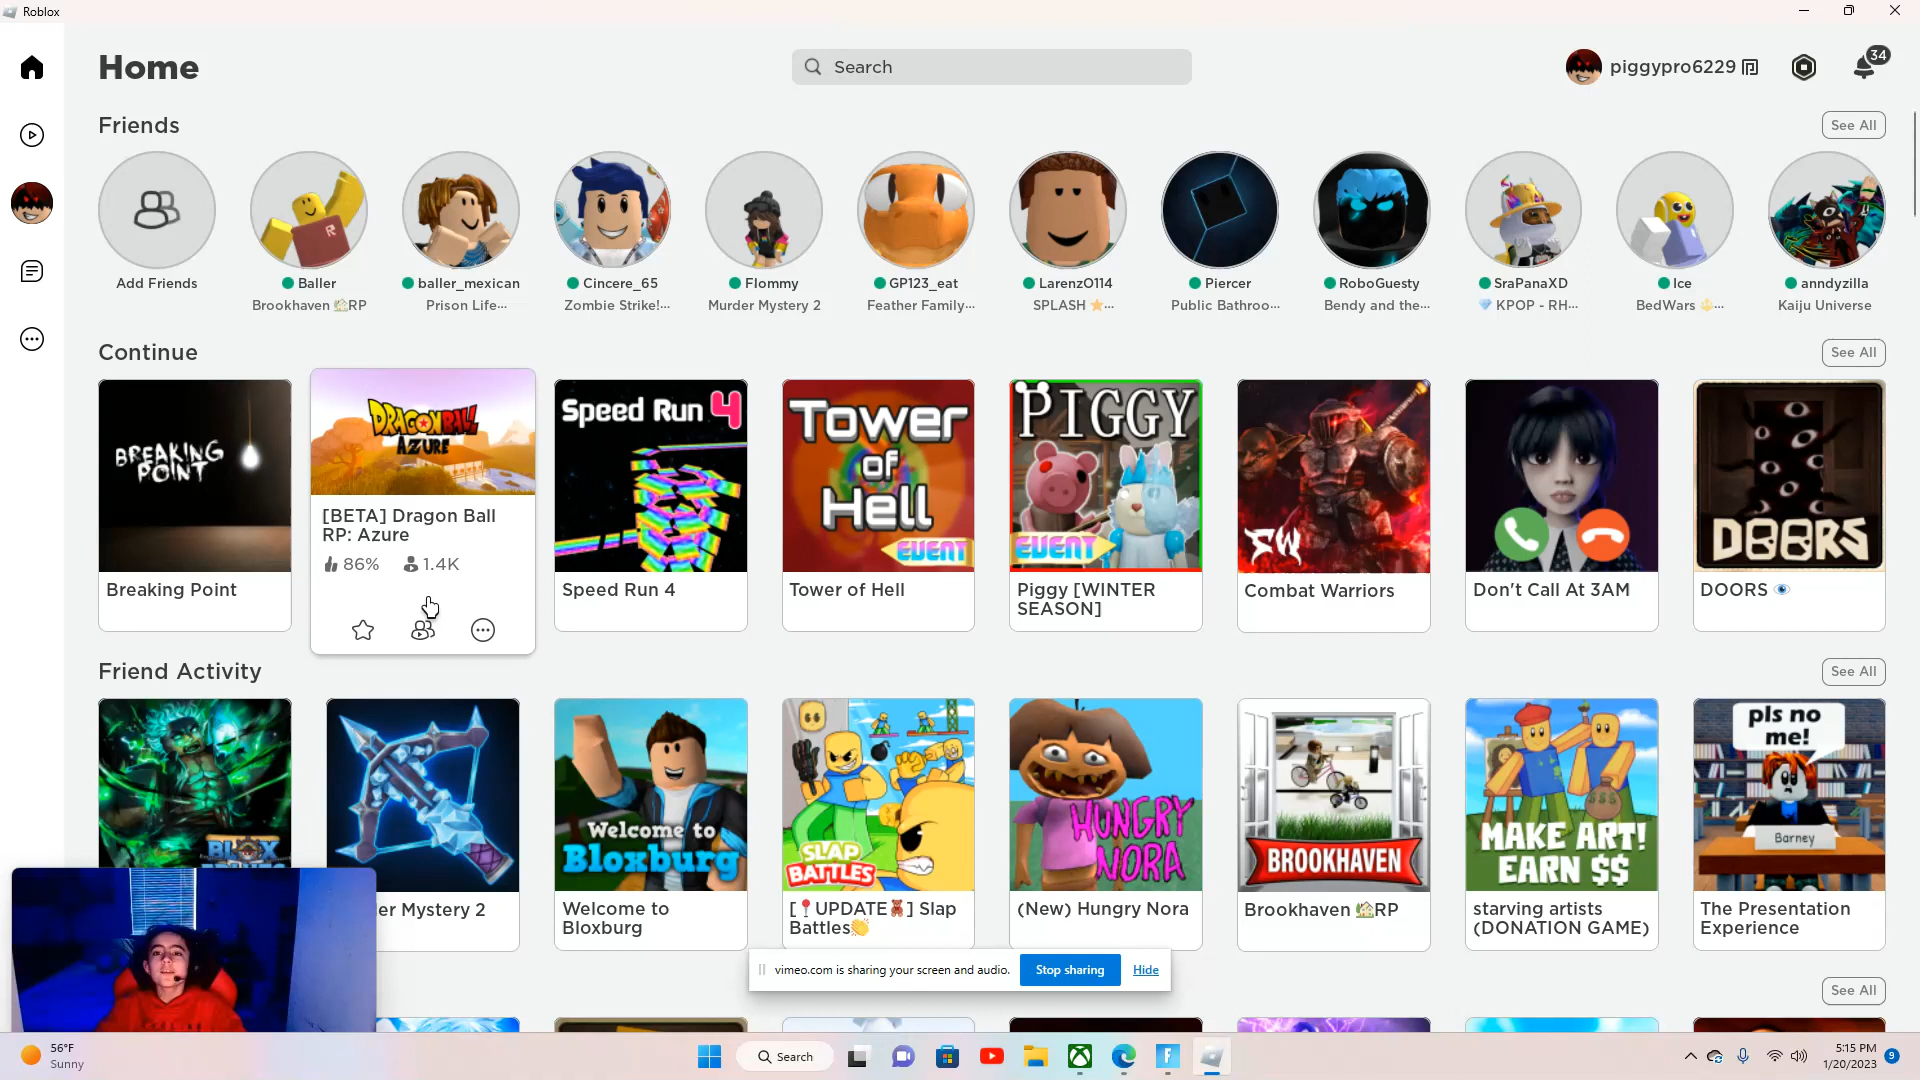 Roblox
Home
Search
piggypro6229
34
Friends
See All
Add Friends
Baller
Brookhaven 🏡RP
baller_mexican
Prison Life...
Cincere_65
Zombie Strike!...
Flommy
Murder Mystery 2
GP123_eat
Feather Family...
LarenzO114
SPLASH ⭐...
Piercer
Public Bathroo...
RoboGuesty
Bendy and the...
SraPanaXD
💎 KPOP - RH...
Ice
BedWars ...
anndyzilla
Kaiju Universe
Continue
See All
BREAKING
POINT
Breaking Point
DRAGONBALL
AZURE
[BETA] Dragon Ball
RP: Azure
86% 1.4K
Speed Run 4
Speed Run 4
Tower
of
Hell
EVENT
Tower of Hell
PIGGY
EVENT
Piggy [WINTER
SEASON]
FW
Combat Warriors
Don't Call At 3AM
DOORS
DOORS 👁
Friend Activity
See All
BLOX
er Mystery 2
Welcome to
Bloxburg
Welcome to
Bloxburg
SLAP
BATTLES
[📍UPDATE🧸] Slap
Battles👏
HUNGRY
NORA
(New) Hungry Nora
BROOKHAVEN
Brookhaven 🏡RP
$$$
MAKE ART!
EARN $$
starving artists
(DONATION GAME)
pls no
me!
Barney
The Presentation
Experience
vimeo.com is sharing your screen and audio.
Stop sharing
Hide
See All
56°F
Sunny
Search
5:15 PM
1/20/2023
9